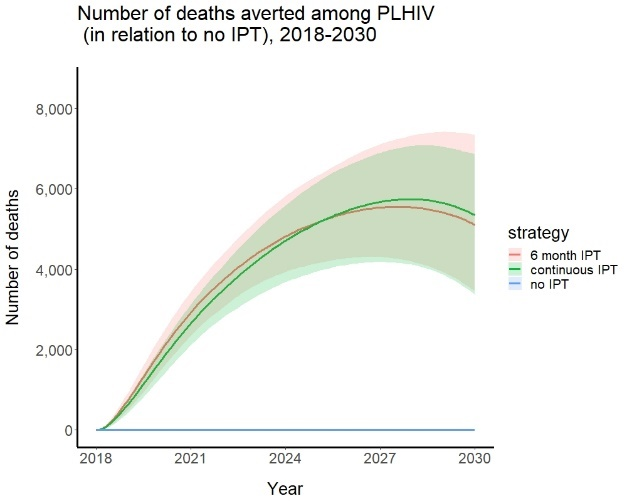 Number of deaths averted among PLHIV
(in relation to no IPT), 2018-2030
Number of deaths
8,000
6,000
4,000
2,000
0
2018
2021
2024
2027
2030
Year
strategy
6 month IPT
continuous IPT
no IPT